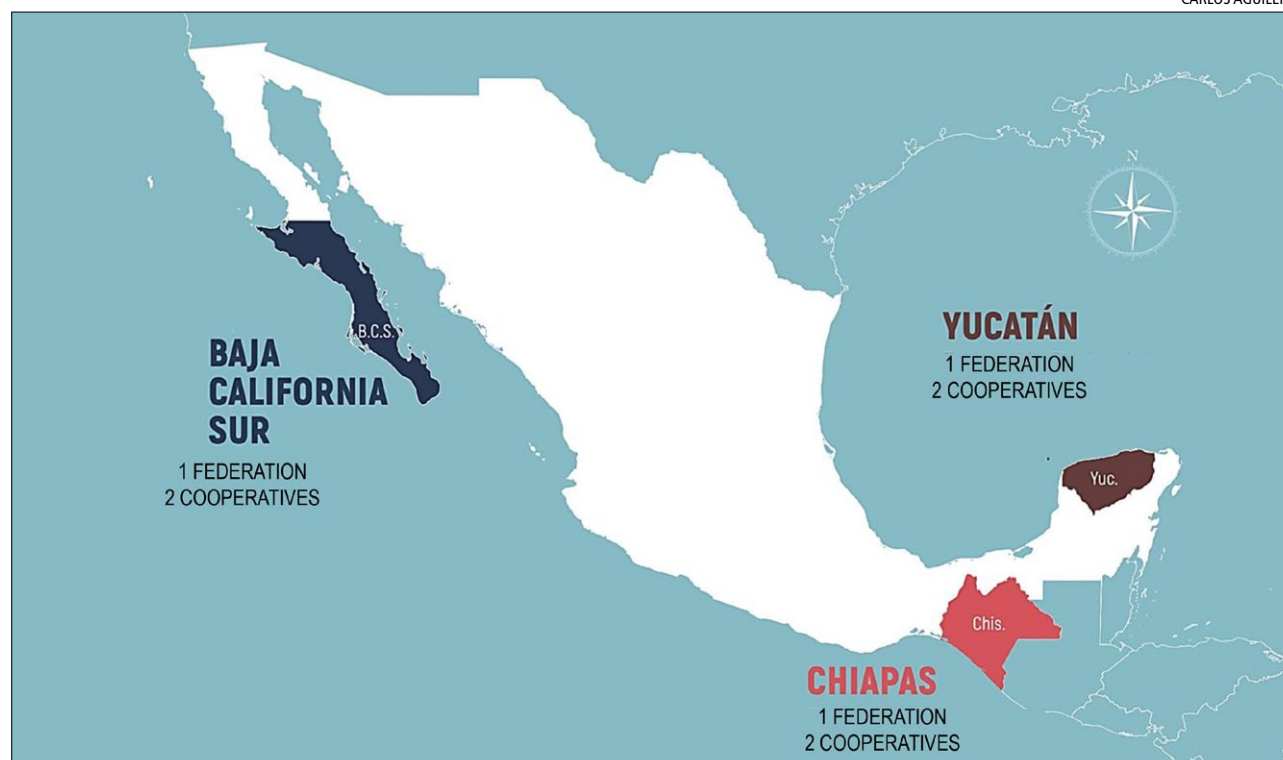 N
B.C.S.
BAJA
CALIFORNIA
SUR
1 FEDERATION
2 COOPERATIVES
YUCATÁN
1 FEDERATION
2 COOPERATIVES
Yuc.
Chis.
CHIAPAS
1 FEDERATION
2 COOPERATIVES